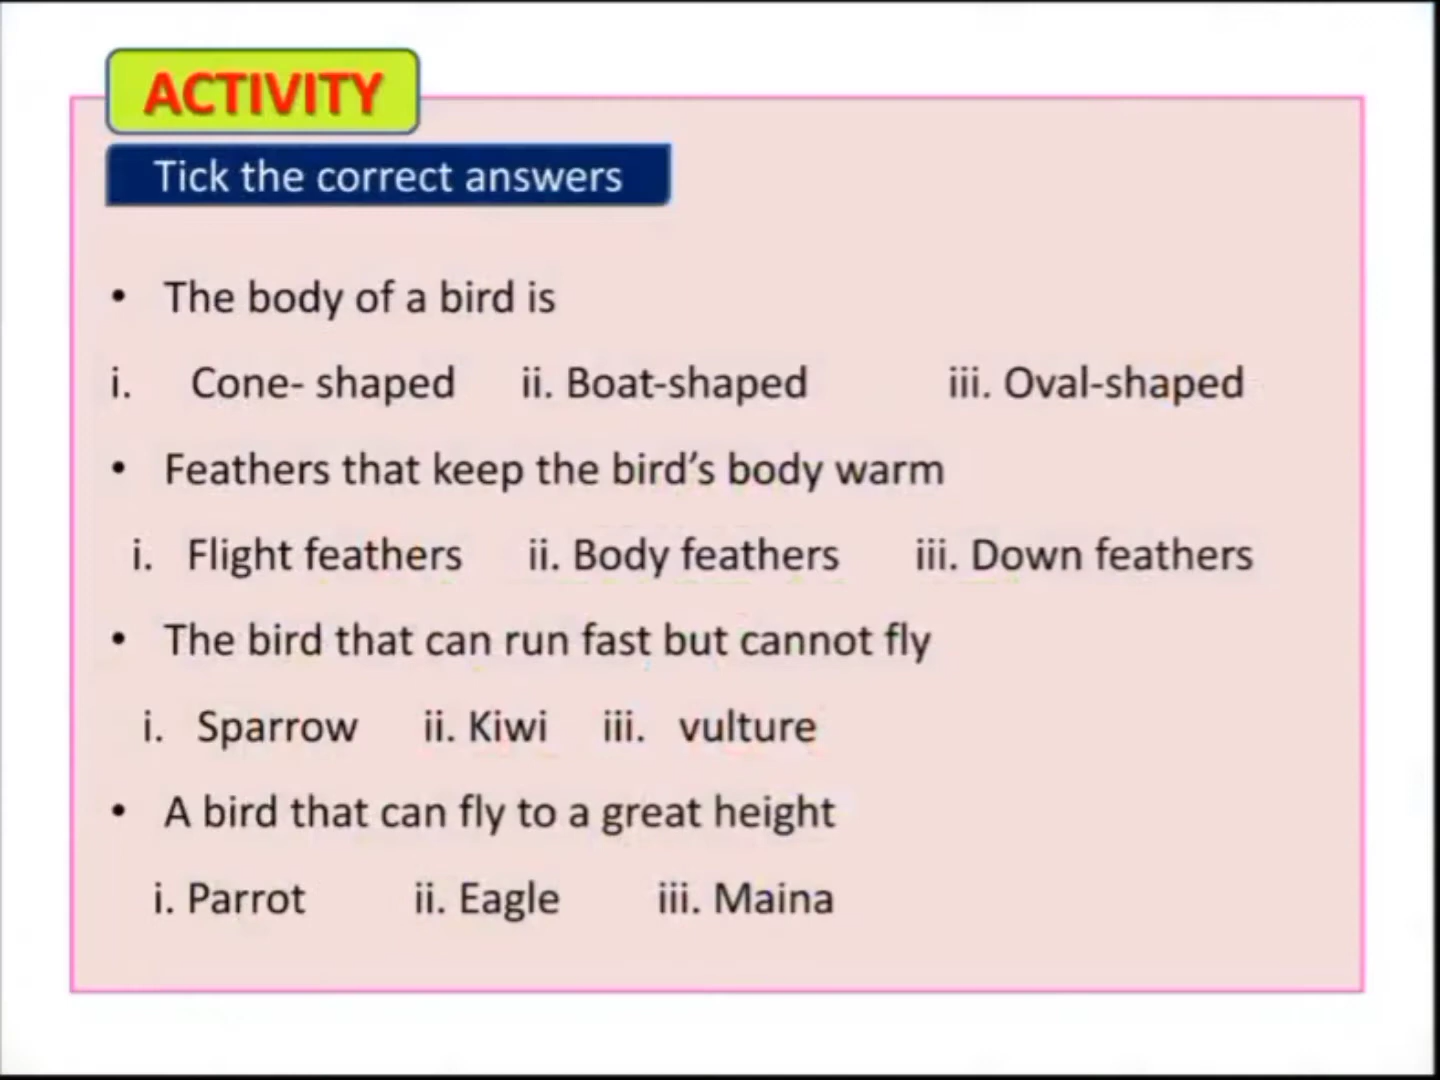 ACTIVITY
Tick the correct answers
• The body of a bird is
i. Cone- shaped ii. Boat-shaped iii. Oval-shaped
• Feathers that keep the bird’s body warm
i. Flight feathers ii. Body feathers iii. Down feathers
• The bird that can run fast but cannot fly
i. Sparrow ii. Kiwi iii. vulture
• A bird that can fly to a great height
i. Parrot ii. Eagle iii. Maina